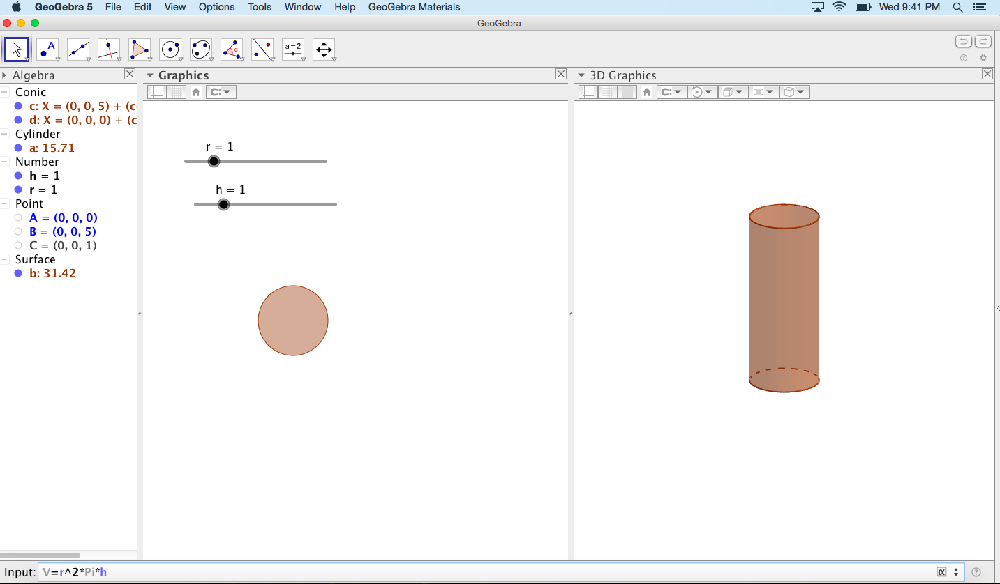 GeoGebra 5 File Edit View Options Tools Window Help GeoGebra Materials Wed 9:41 PM
GeoGebra
A α a=2
Algebra
Graphics
3D Graphics
Conic
c: X = (0, 0, 5) + (c
d: X = (0, 0, 0) + (c
Cylinder
a: 15.71
Number
h = 1
r = 1
Point
A = (0, 0, 0)
B = (0, 0, 5)
C = (0, 0, 1)
Surface
b: 31.42
r = 1
h = 1
Input: V=r^2*Pi*h α